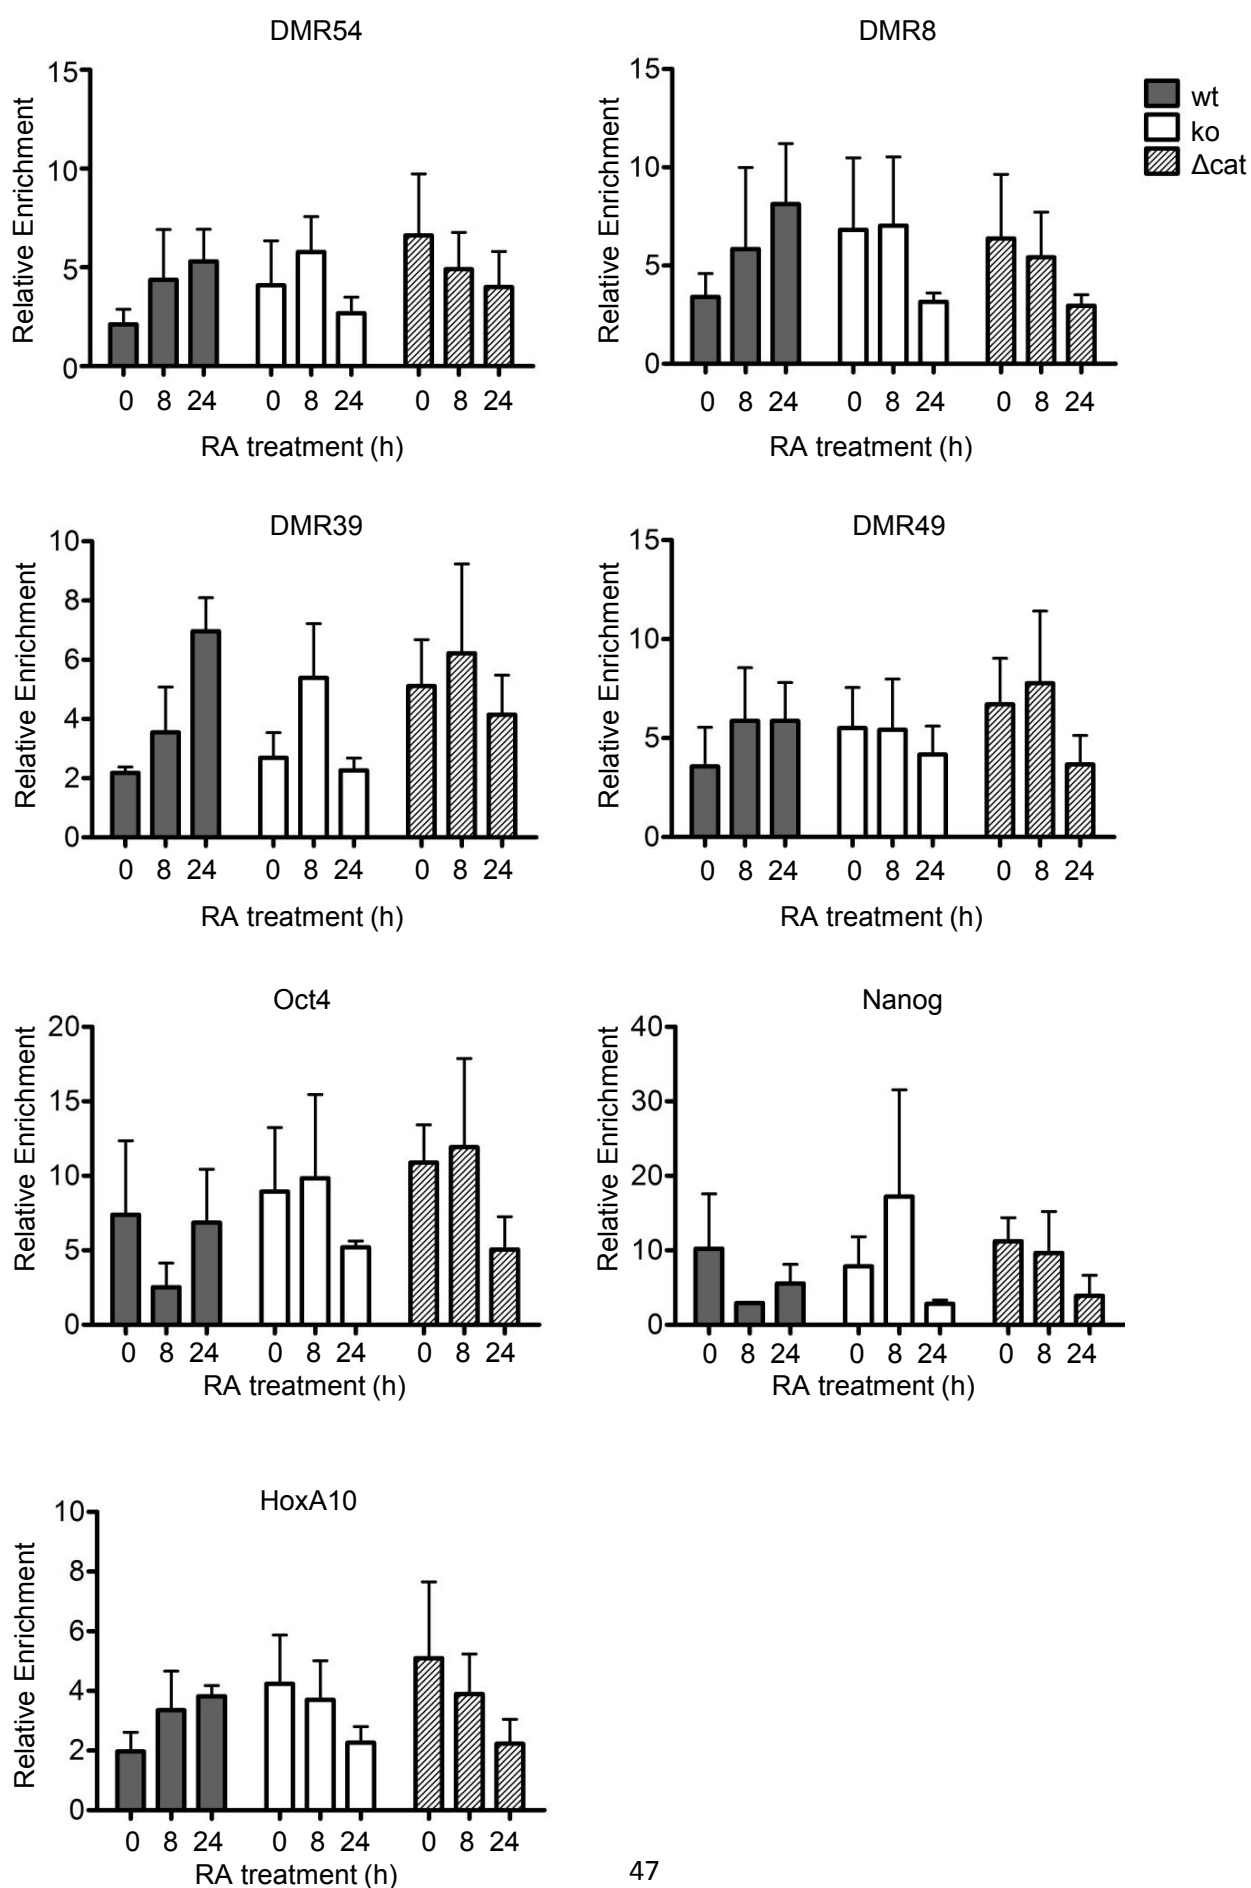 DMR54
15
10
5
0
Relative Enrichment
0 8 24 0 8 24 0 8 24
RA treatment (h)
DMR8
15
10
5
0
Relative Enrichment
0 8 24 0 8 24 0 8 24
RA treatment (h)
wt
ko
Δcat
DMR39
10
8
6
4
2
0
Relative Enrichment
0 8 24 0 8 24 0 8 24
RA treatment (h)
DMR49
15
10
5
0
Relative Enrichment
0 8 24 0 8 24 0 8 24
RA treatment (h)
Oct4
20
15
10
5
0
Relative Enrichment
0 8 24 0 8 24 0 8 24
RA treatment (h)
Nanog
40
30
20
10
0
Relative Enrichment
0 8 24 0 8 24 0 8 24
RA treatment (h)
HoxA10
10
8
6
4
2
0
Relative Enrichment
0 8 24 0 8 24 0 8 24
RA treatment (h)
47